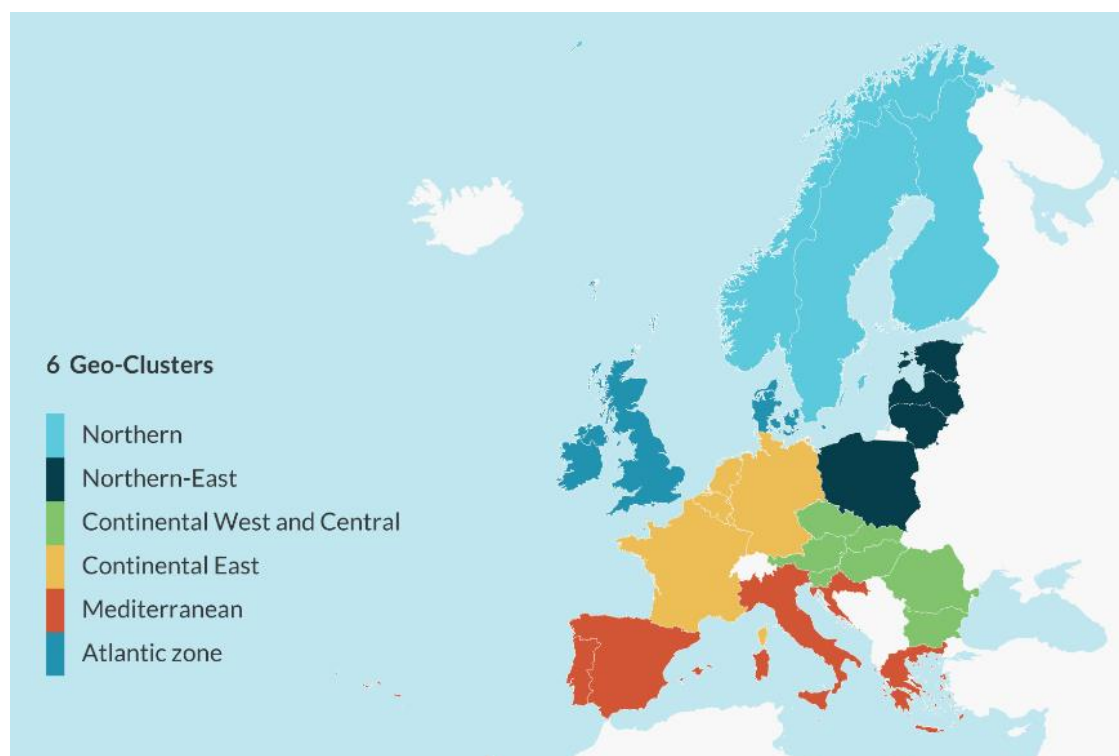 6 Geo-Clusters
Northern
Northern-East
Continental West and Central
Continental East
Mediterranean
Atlantic zone